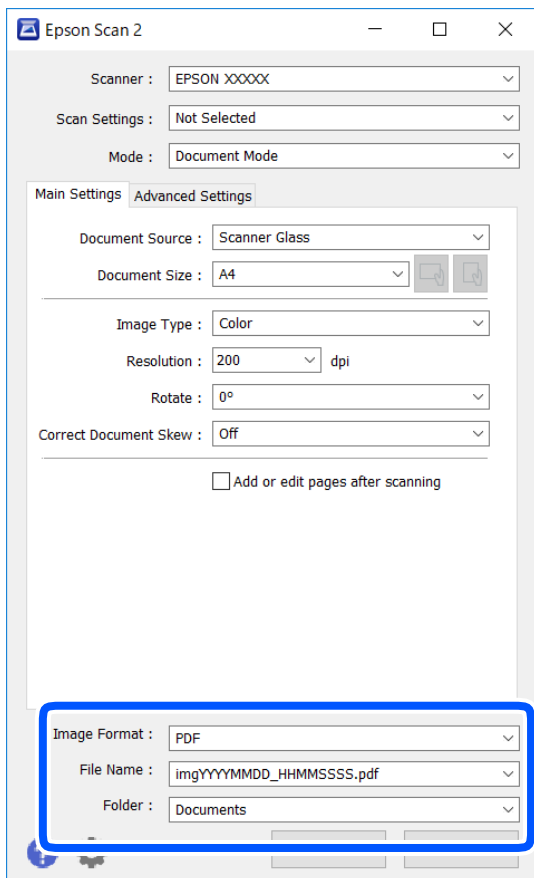 Epson Scan 2
Scanner : EPSON XXXXX
Scan Settings : Not Selected
Mode : Document Mode
Main Settings Advanced Settings
Document Source : Scanner Glass
Document Size : A4
Image Type : Color
Resolution : 200 dpi
Rotate : 0°
Correct Document Skew : Off
Add or edit pages after scanning
Image Format : PDF
File Name : imgYYYYMMDD_HHMMSSSS.pdf
Folder : Documents